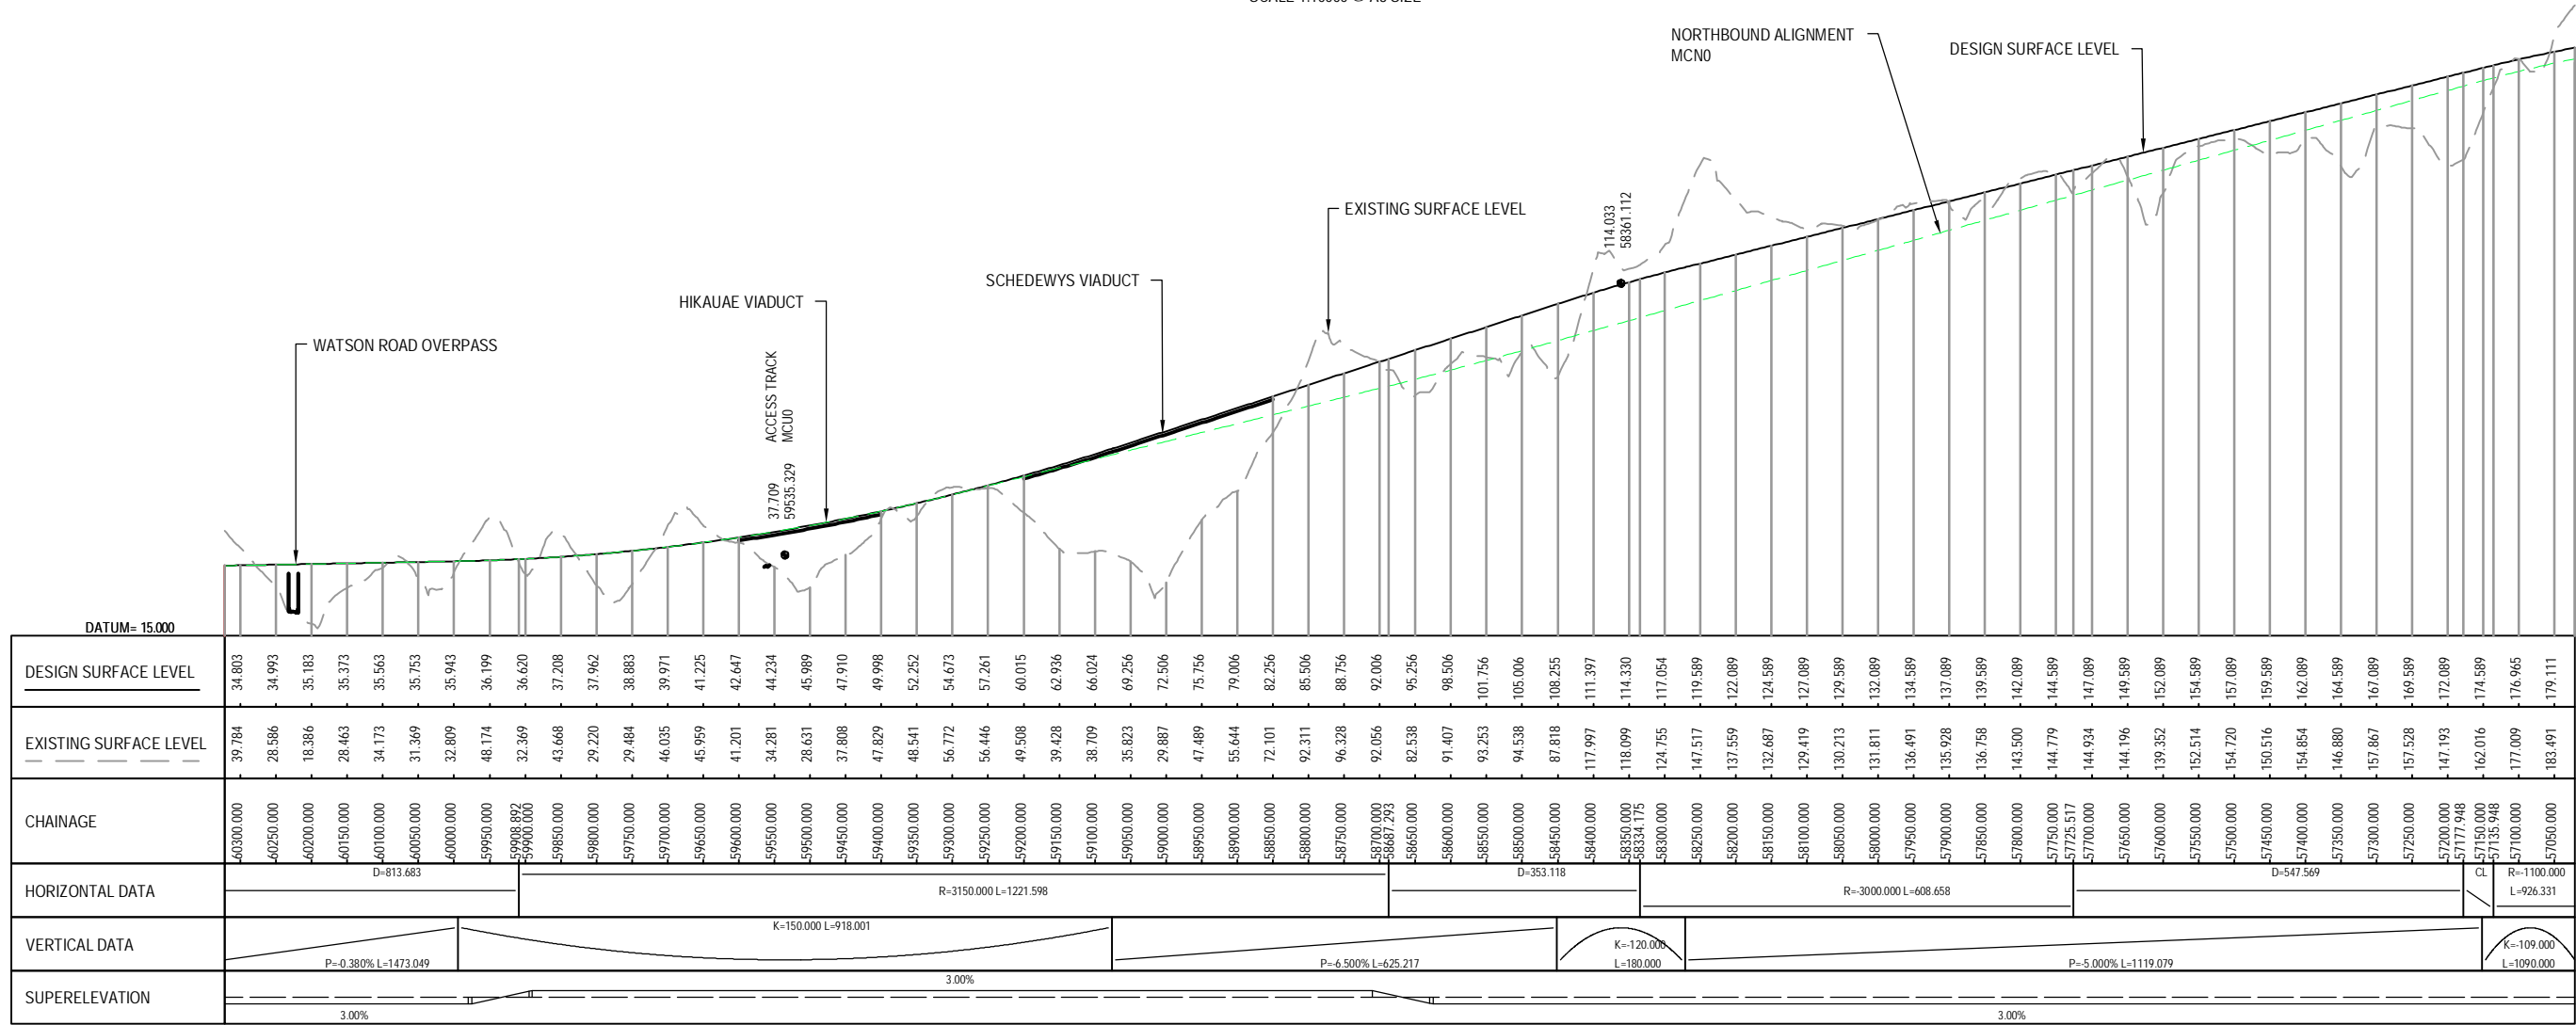 NORTHBOUND ALIGNMENT
MCN0
DESIGN SURFACE LEVEL
EXISTING SURFACE LEVEL
114.033
58361.112
SCHEDEWYS VIADUCT
HIKAUAE VIADUCT
WATSON ROAD OVERPASS
ACCESS TRACK
MCU0
37.709
59535.329
DATUM= 15.000
DESIGN SURFACE LEVEL
34.803 34.993 35.183 35.373 35.563 35.753 35.943 36.199 36.620 37.208 37.962 38.883 39.971 41.225 42.647 44.234 45.989 47.910 49.998 52.252 54.673 57.261 60.015 62.936 66.024 69.256 72.506 75.756 79.006 82.256 85.506 88.756 92.006 95.256 98.506 101.756 105.006 108.255 111.397 114.330 117.054 119.589 122.089 124.589 127.089 129.589 132.089 134.589 137.089 139.589 142.089 144.589 147.089 149.589 152.089 154.589 157.089 159.589 162.089 164.589 167.089 169.589 172.089 174.589 176.965 179.111
EXISTING SURFACE LEVEL
39.784 28.586 18.386 28.463 34.173 31.369 32.809 48.174 32.369 43.668 29.220 29.484 46.035 45.959 41.201 34.281 28.631 37.808 47.829 48.541 56.772 56.446 49.508 39.428 38.709 35.823 29.887 47.489 55.644 72.101 92.311 96.328 92.056 82.538 91.407 93.253 94.538 87.818 117.997 118.099 124.755 147.517 137.559 132.687 129.419 130.213 131.811 136.491 135.928 136.758 143.500 144.779 144.934 144.196 139.352 152.514 154.720 150.516 154.854 146.880 157.867 157.528 147.193 162.016 177.009 183.491
CHAINAGE
60300.000 60250.000 60200.000 60150.000 60100.000 60050.000 60000.000 59950.000 59908.892 59900.000 59850.000 59800.000 59750.000 59700.000 59650.000 59600.000 59550.000 59500.000 59450.000 59400.000 59350.000 59300.000 59250.000 59200.000 59150.000 59100.000 59050.000 59000.000 58950.000 58900.000 58850.000 58800.000 58750.000 58700.000 58687.293 58650.000 58600.000 58550.000 58500.000 58450.000 58400.000 58350.000 58334.175 58300.000 58250.000 58200.000 58150.000 58100.000 58050.000 58000.000 57950.000 57900.000 57850.000 57800.000 57750.000 57725.517 57700.000 57650.000 57600.000 57550.000 57500.000 57450.000 57400.000 57350.000 57300.000 57250.000 57200.000 57177.948 57150.000 57135.948 57100.000 57050.000
HORIZONTAL DATA
D=813.683
R=3150.000 L=1221.598
D=353.118
R=-3000.000 L=608.658
D=547.569
CL
R=-1100.000
L=926.331
VERTICAL DATA
P=-0.380% L=1473.049
K=150.000 L=918.001
P=-6.500% L=625.217
K=-120.000
L=180.000
P=-5.000% L=1119.079
K=-109.000
L=1090.000
SUPERELEVATION
3.00%
3.00%
3.00%